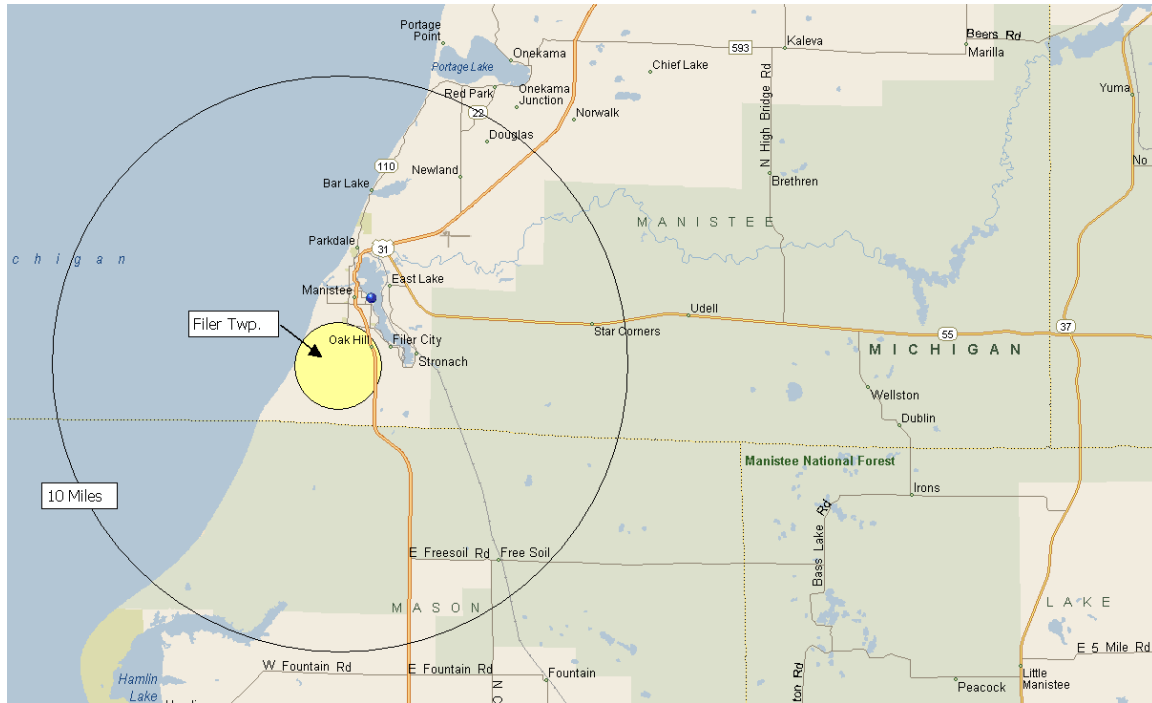 Portage
Point
Onekama
Portage Lake
593
Kaleva
Beers Rd
Marilla
Chief Lake
Yuma
Red Park
Onekama
Junction
22
Norwalk
Douglas
N High Bridge Rd
No
110
Newland
Bar Lake
Brethren
MANISTEE
chigan
Parkdale
31
East Lake
Manistee
Filer Twp.
Udell
Star Corners
55
37
Oak Hill
Filer City
Stronach
MICHIGAN
Wellston
Dublin
Manistee National Forest
10 Miles
Irons
Bass Lake Rd
E Freesoil Rd
Free Soil
MASON
LAKE
W Fountain Rd
E Fountain Rd
Fountain
E 5 Mile Rd
Hamlin
Lake
N C
ton Rd
Peacock
Little
Manistee